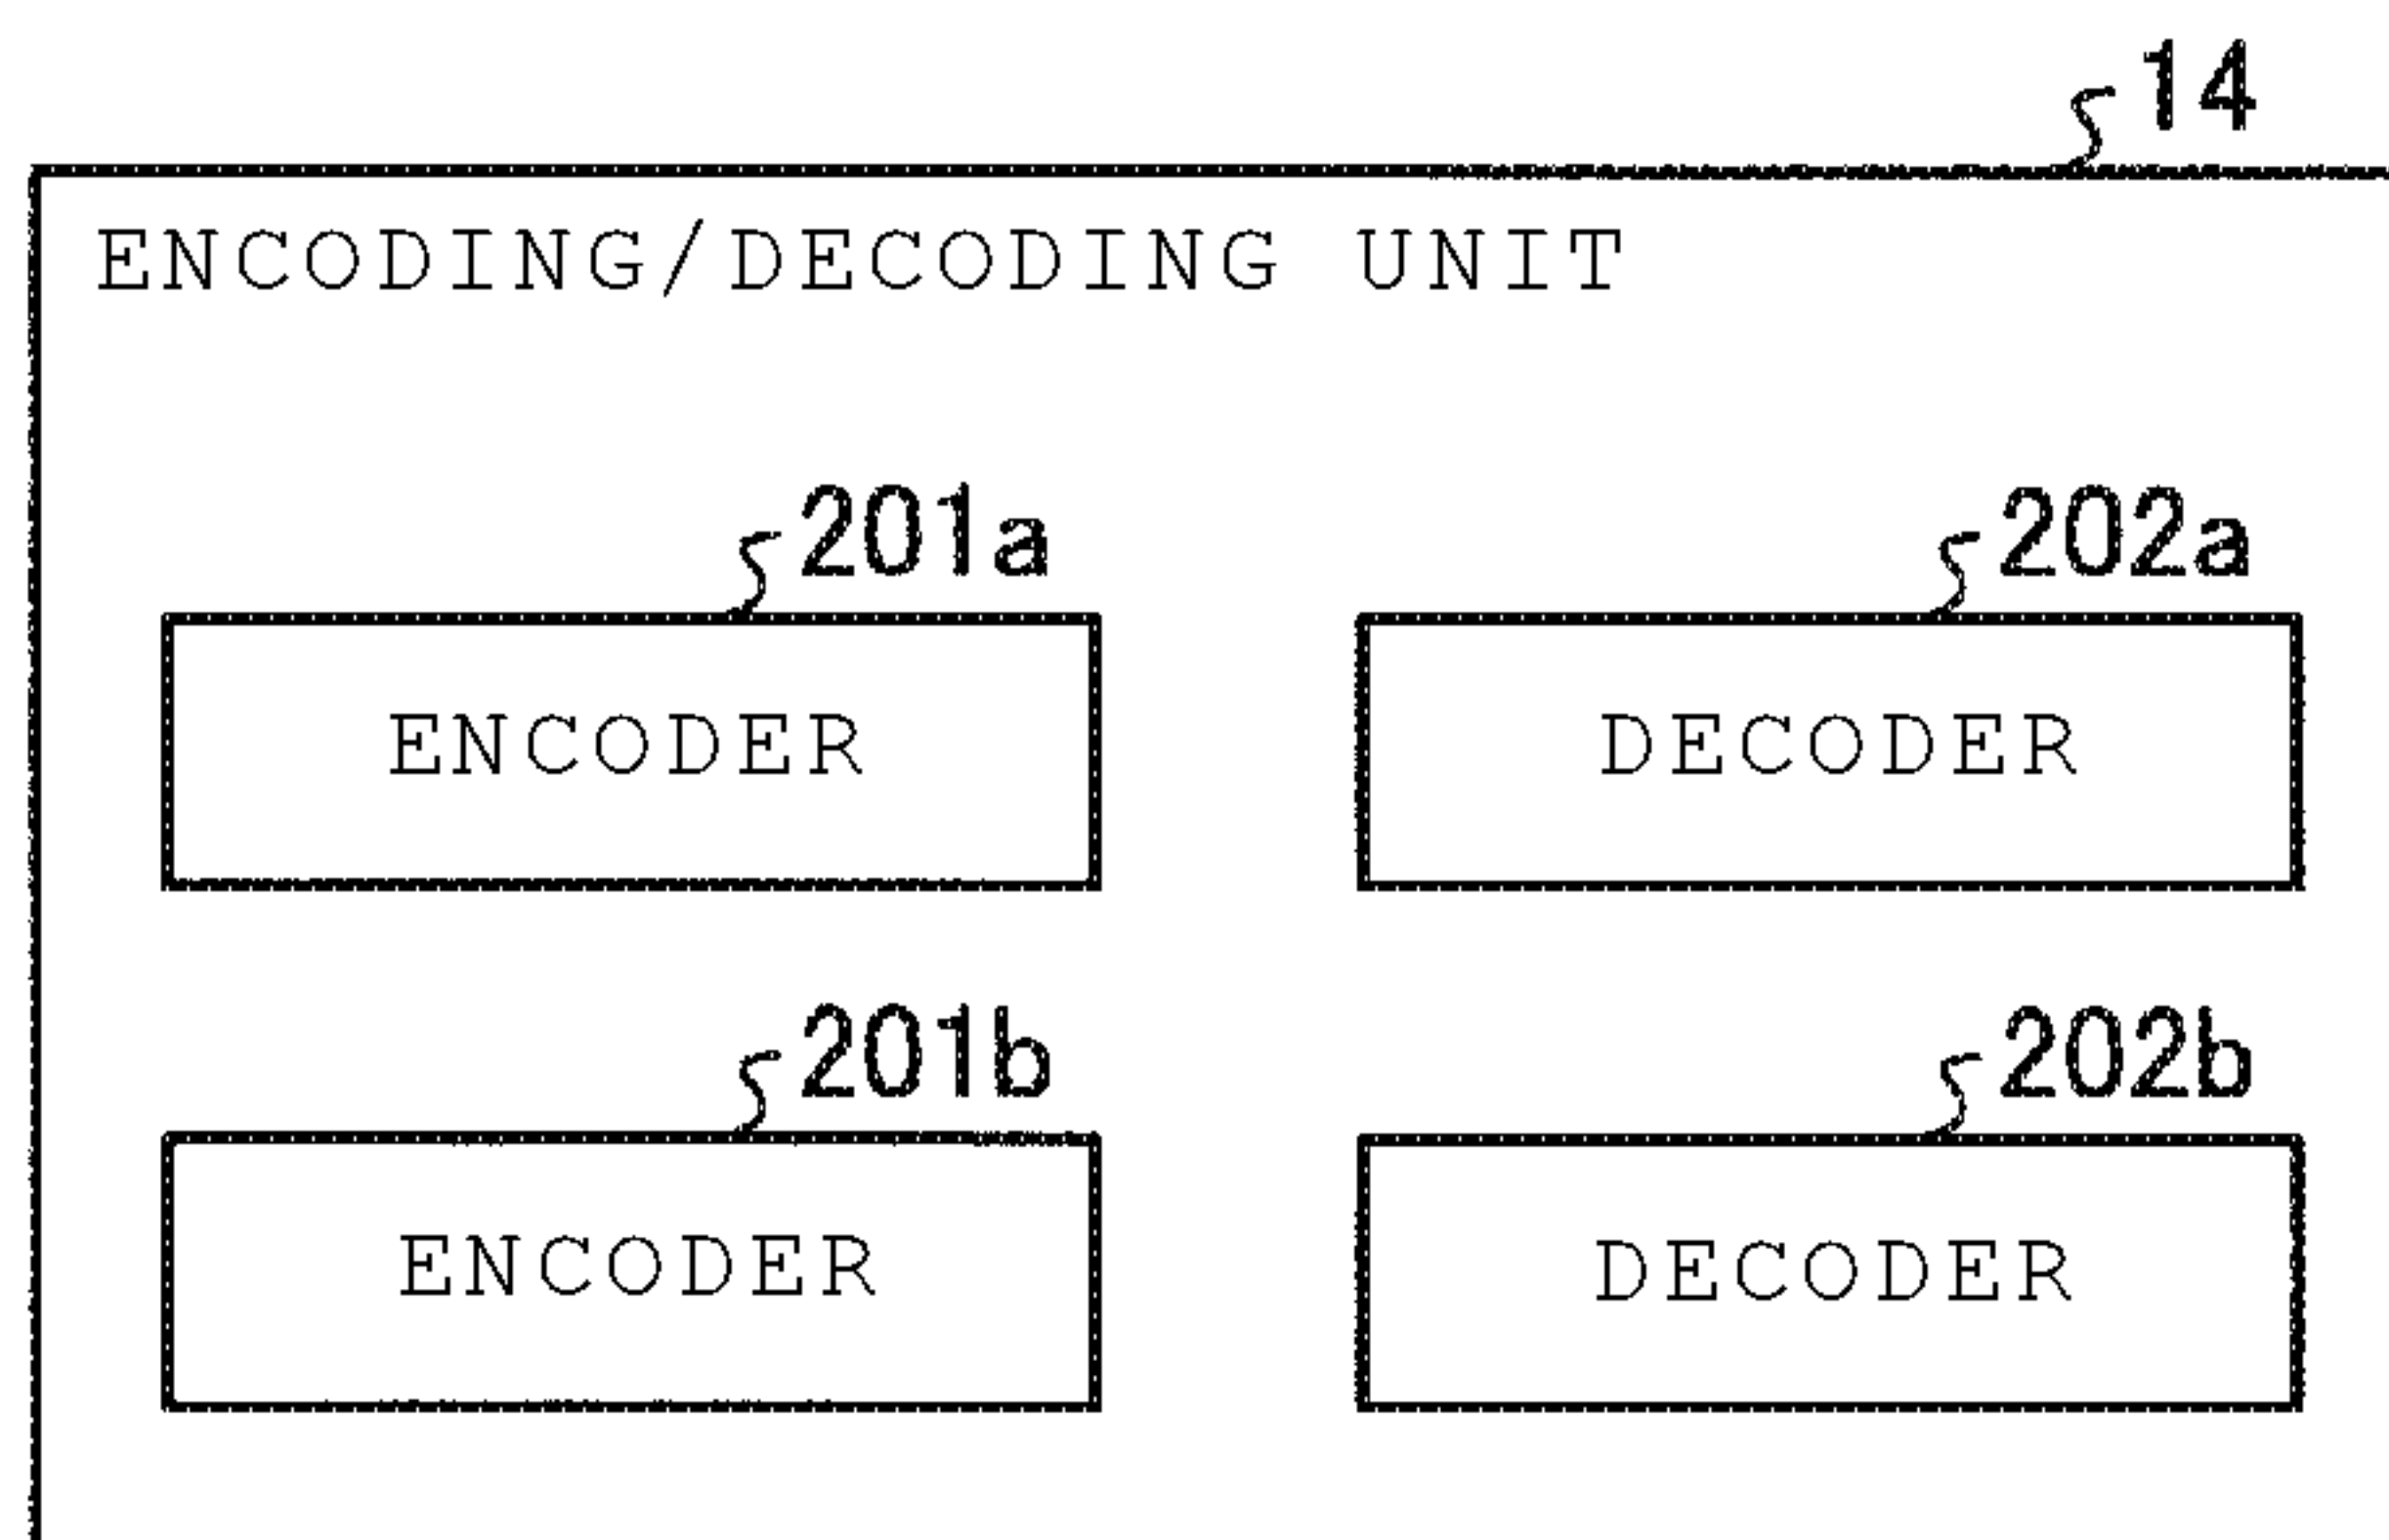 14
ENCODING/DECODING UNIT
201a 202a
ENCODER DECODER
201b 202b
ENCODER DECODER